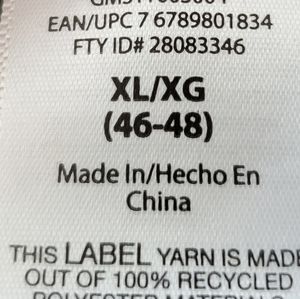 EAN/UPC 7 6789801834
FTY ID# 28083346
XL/XG
(46-48)
Made In/Hecho En
China
THIS LABEL YARN IS MADE
OUT OF 100% RECYCLED